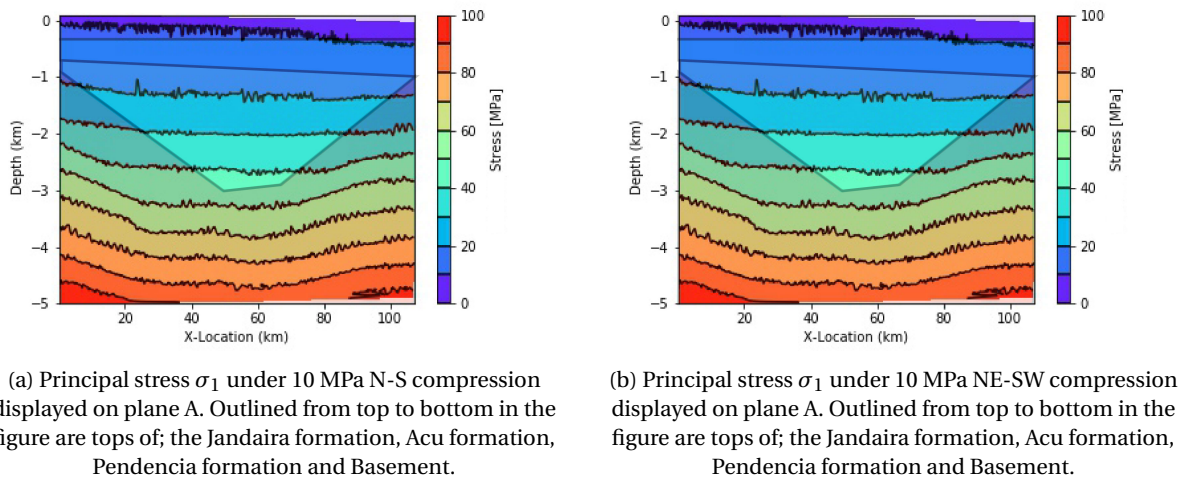 0
−1
−2
−3
−4
−5
Depth (km)
20
40
60
80
100
X-Location (km)
100
80
60
40
20
0
Stress [MPa]
0
−1
−2
−3
−4
−5
Depth (km)
20
40
60
80
100
X-Location (km)
100
80
60
40
20
0
Stress [MPa]
(a) Principal stress σ1 under 10 MPa N-S compression
displayed on plane A. Outlined from top to bottom in the
figure are tops of; the Jandaira formation, Acu formation,
Pendencia formation and Basement.
(b) Principal stress σ1 under 10 MPa NE-SW compression
displayed on plane A. Outlined from top to bottom in the
figure are tops of; the Jandaira formation, Acu formation,
Pendencia formation and Basement.